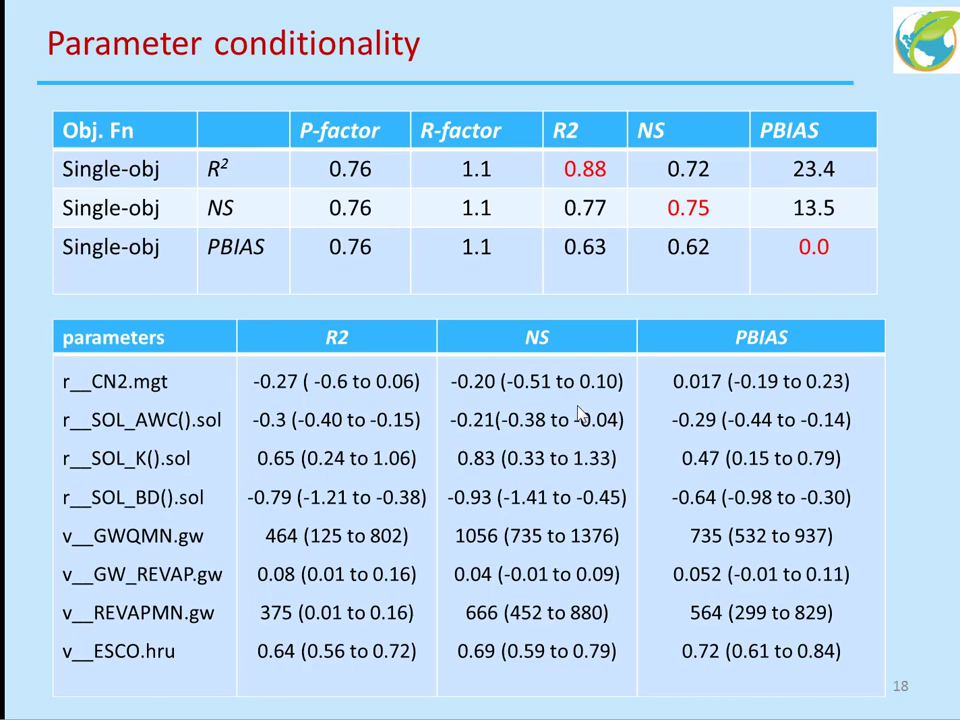 Parameter conditionality
Obj. Fn P-factor R-factor R2 NS PBIAS
Single-obj R² 0.76 1.1 0.88 0.72 23.4
Single-obj NS 0.76 1.1 0.77 0.75 13.5
Single-obj PBIAS 0.76 1.1 0.63 0.62 0.0
parameters R2 NS PBIAS
r__CN2.mgt -0.27 ( -0.6 to 0.06) -0.20 (-0.51 to 0.10) 0.017 (-0.19 to 0.23)
r__SOL_AWC().sol -0.3 (-0.40 to -0.15) -0.21(-0.38 to -0.04) -0.29 (-0.44 to -0.14)
r__SOL_K().sol 0.65 (0.24 to 1.06) 0.83 (0.33 to 1.33) 0.47 (0.15 to 0.79)
r__SOL_BD().sol -0.79 (-1.21 to -0.38) -0.93 (-1.41 to -0.45) -0.64 (-0.98 to -0.30)
v__GWQMN.gw 464 (125 to 802) 1056 (735 to 1376) 735 (532 to 937)
v__GW_REVAP.gw 0.08 (0.01 to 0.16) 0.04 (-0.01 to 0.09) 0.052 (-0.01 to 0.11)
v__REVAPMN.gw 375 (0.01 to 0.16) 666 (452 to 880) 564 (299 to 829)
v__ESCO.hru 0.64 (0.56 to 0.72) 0.69 (0.59 to 0.79) 0.72 (0.61 to 0.84)
18